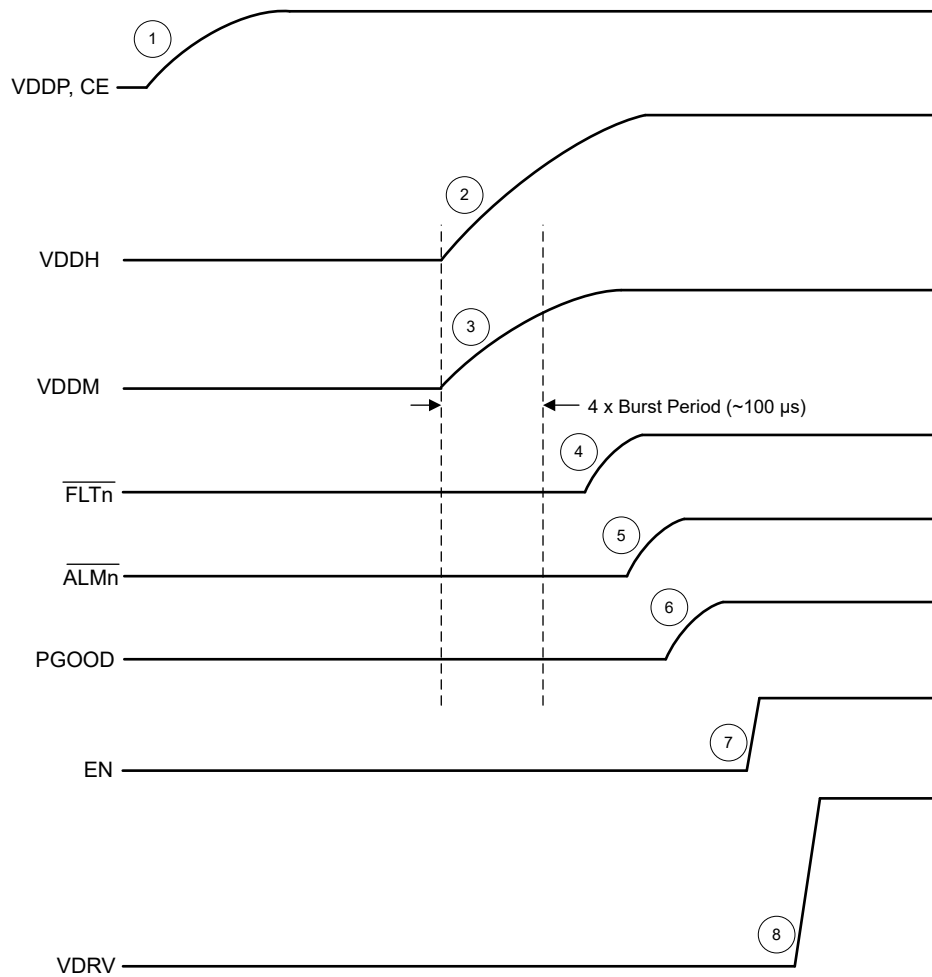 1
VDDP, CE
2
VDDH
3
VDDM
4 x Burst Period (~100 µs)
4
FLTn
5
ALMn
6
PGOOD
7
EN
8
VDRV